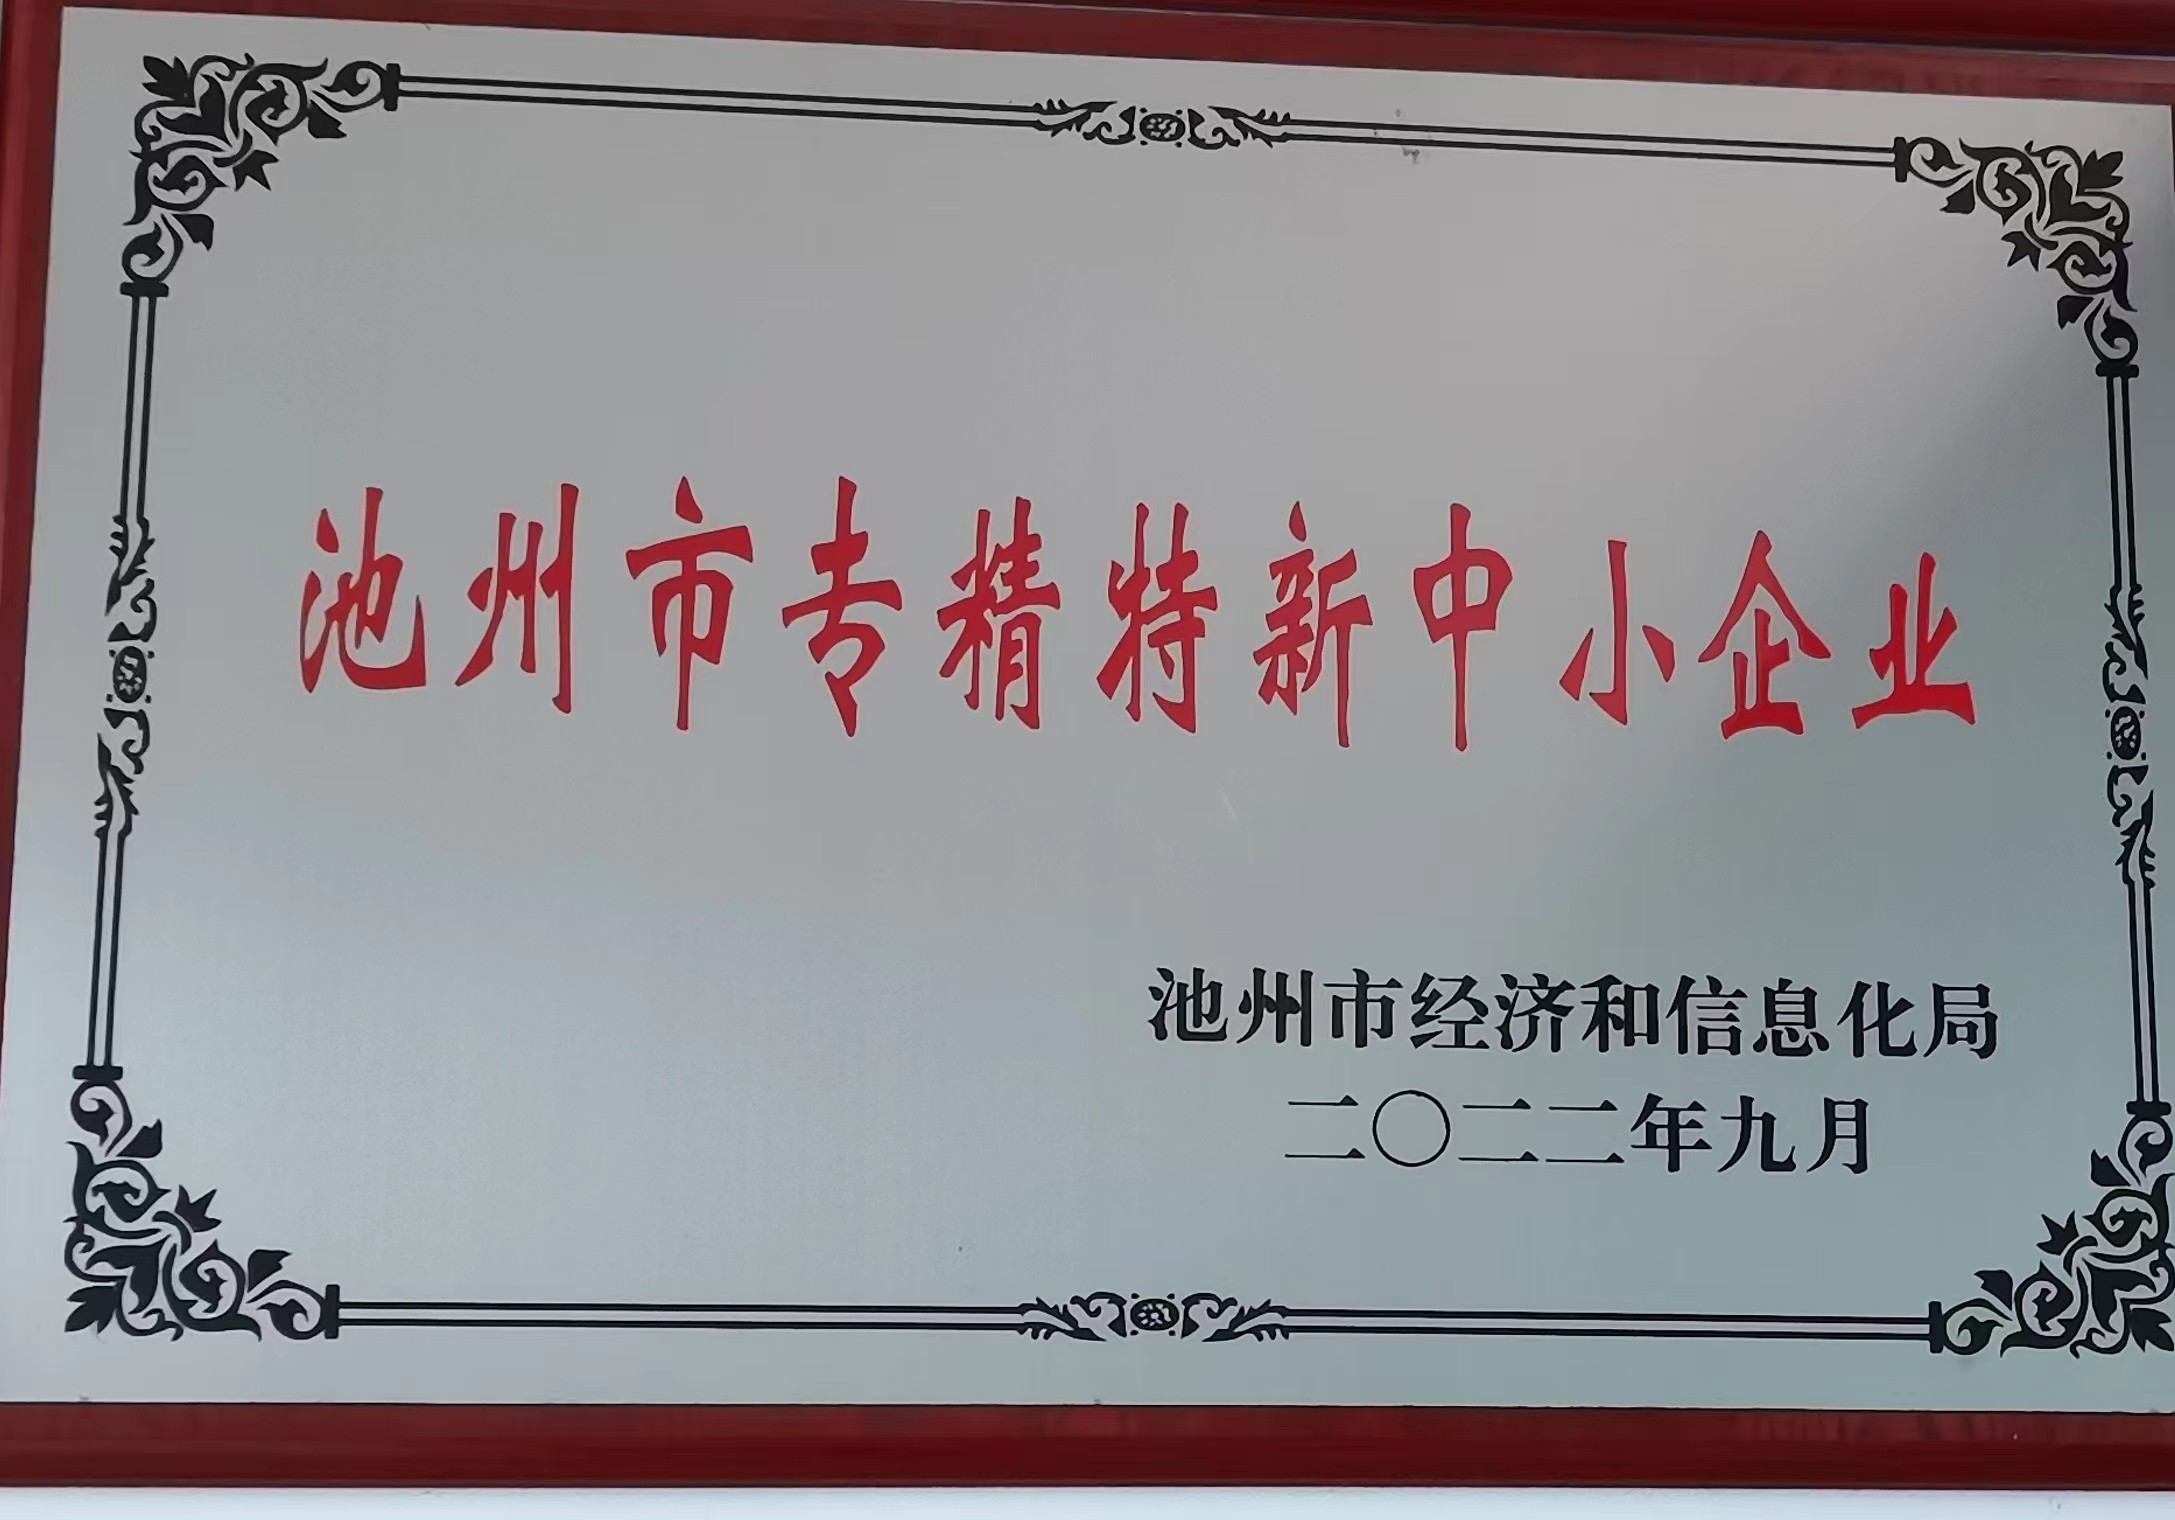 池州市专精特新中小企业
池州市经济和信息化局
二〇二二年九月